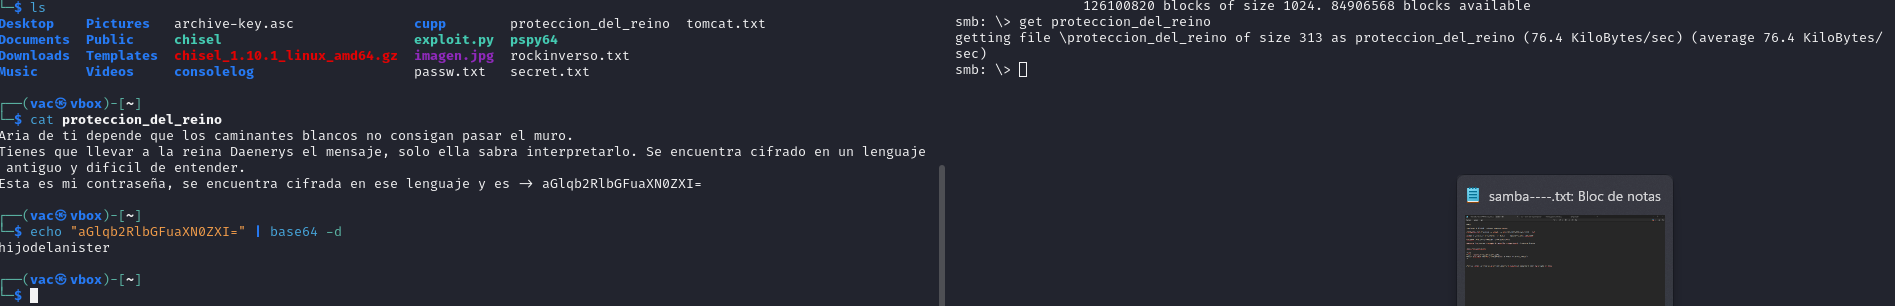 └─$ ls
Desktop Pictures archive-key.asc cupp proteccion_del_reino tomcat.txt
Documents Public chisel exploit.py pspy64
Downloads Templates chisel_1.10.1_linux_amd64.gz imagen.jpg rockinverso.txt
Music Videos consolelog passw.txt secret.txt
┌──(vac㉿vbox)-[~]
└─$ cat proteccion_del_reino
Aria de ti depende que los caminantes blancos no consigan pasar el muro.
Tienes que llevar a la reina Daenerys el mensaje, solo ella sabra interpretarlo. Se encuentra cifrado en un lenguaje
antiguo y dificil de entender.
Esta es mi contraseña, se encuentra cifrada en ese lenguaje y es -> aGlqb2RlbGFuaXN0ZXI=
┌──(vac㉿vbox)-[~]
└─$ echo "aGlqb2RlbGFuaXN0ZXI=" | base64 -d
hijodelanister
┌──(vac㉿vbox)-[~]
└─$
126100820 blocks of size 1024. 84906568 blocks available
smb: \> get proteccion_del_reino
getting file \proteccion_del_reino of size 313 as proteccion_del_reino (76.4 KiloBytes/sec) (average 76.4 KiloBytes/
sec)
smb: \>
samba----.txt: Bloc de notas